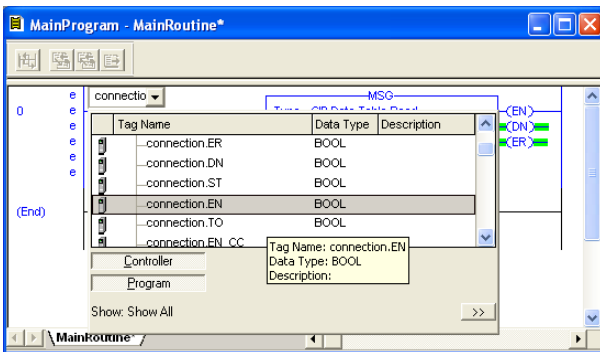 MainProgram - MainRoutine*
e connectio MSG
0 e (EN)
e Tag Name Data Type Description (DN)
e connection.ER BOOL (ER)
e connection.DN BOOL
e connection.ST BOOL
(End) connection.EN BOOL
connection.TO BOOL
connection.EN_CC
Tag Name: connection.EN
Data Type: BOOL
Description:
Controller
Program
Show: Show All >>
MainRoutine*